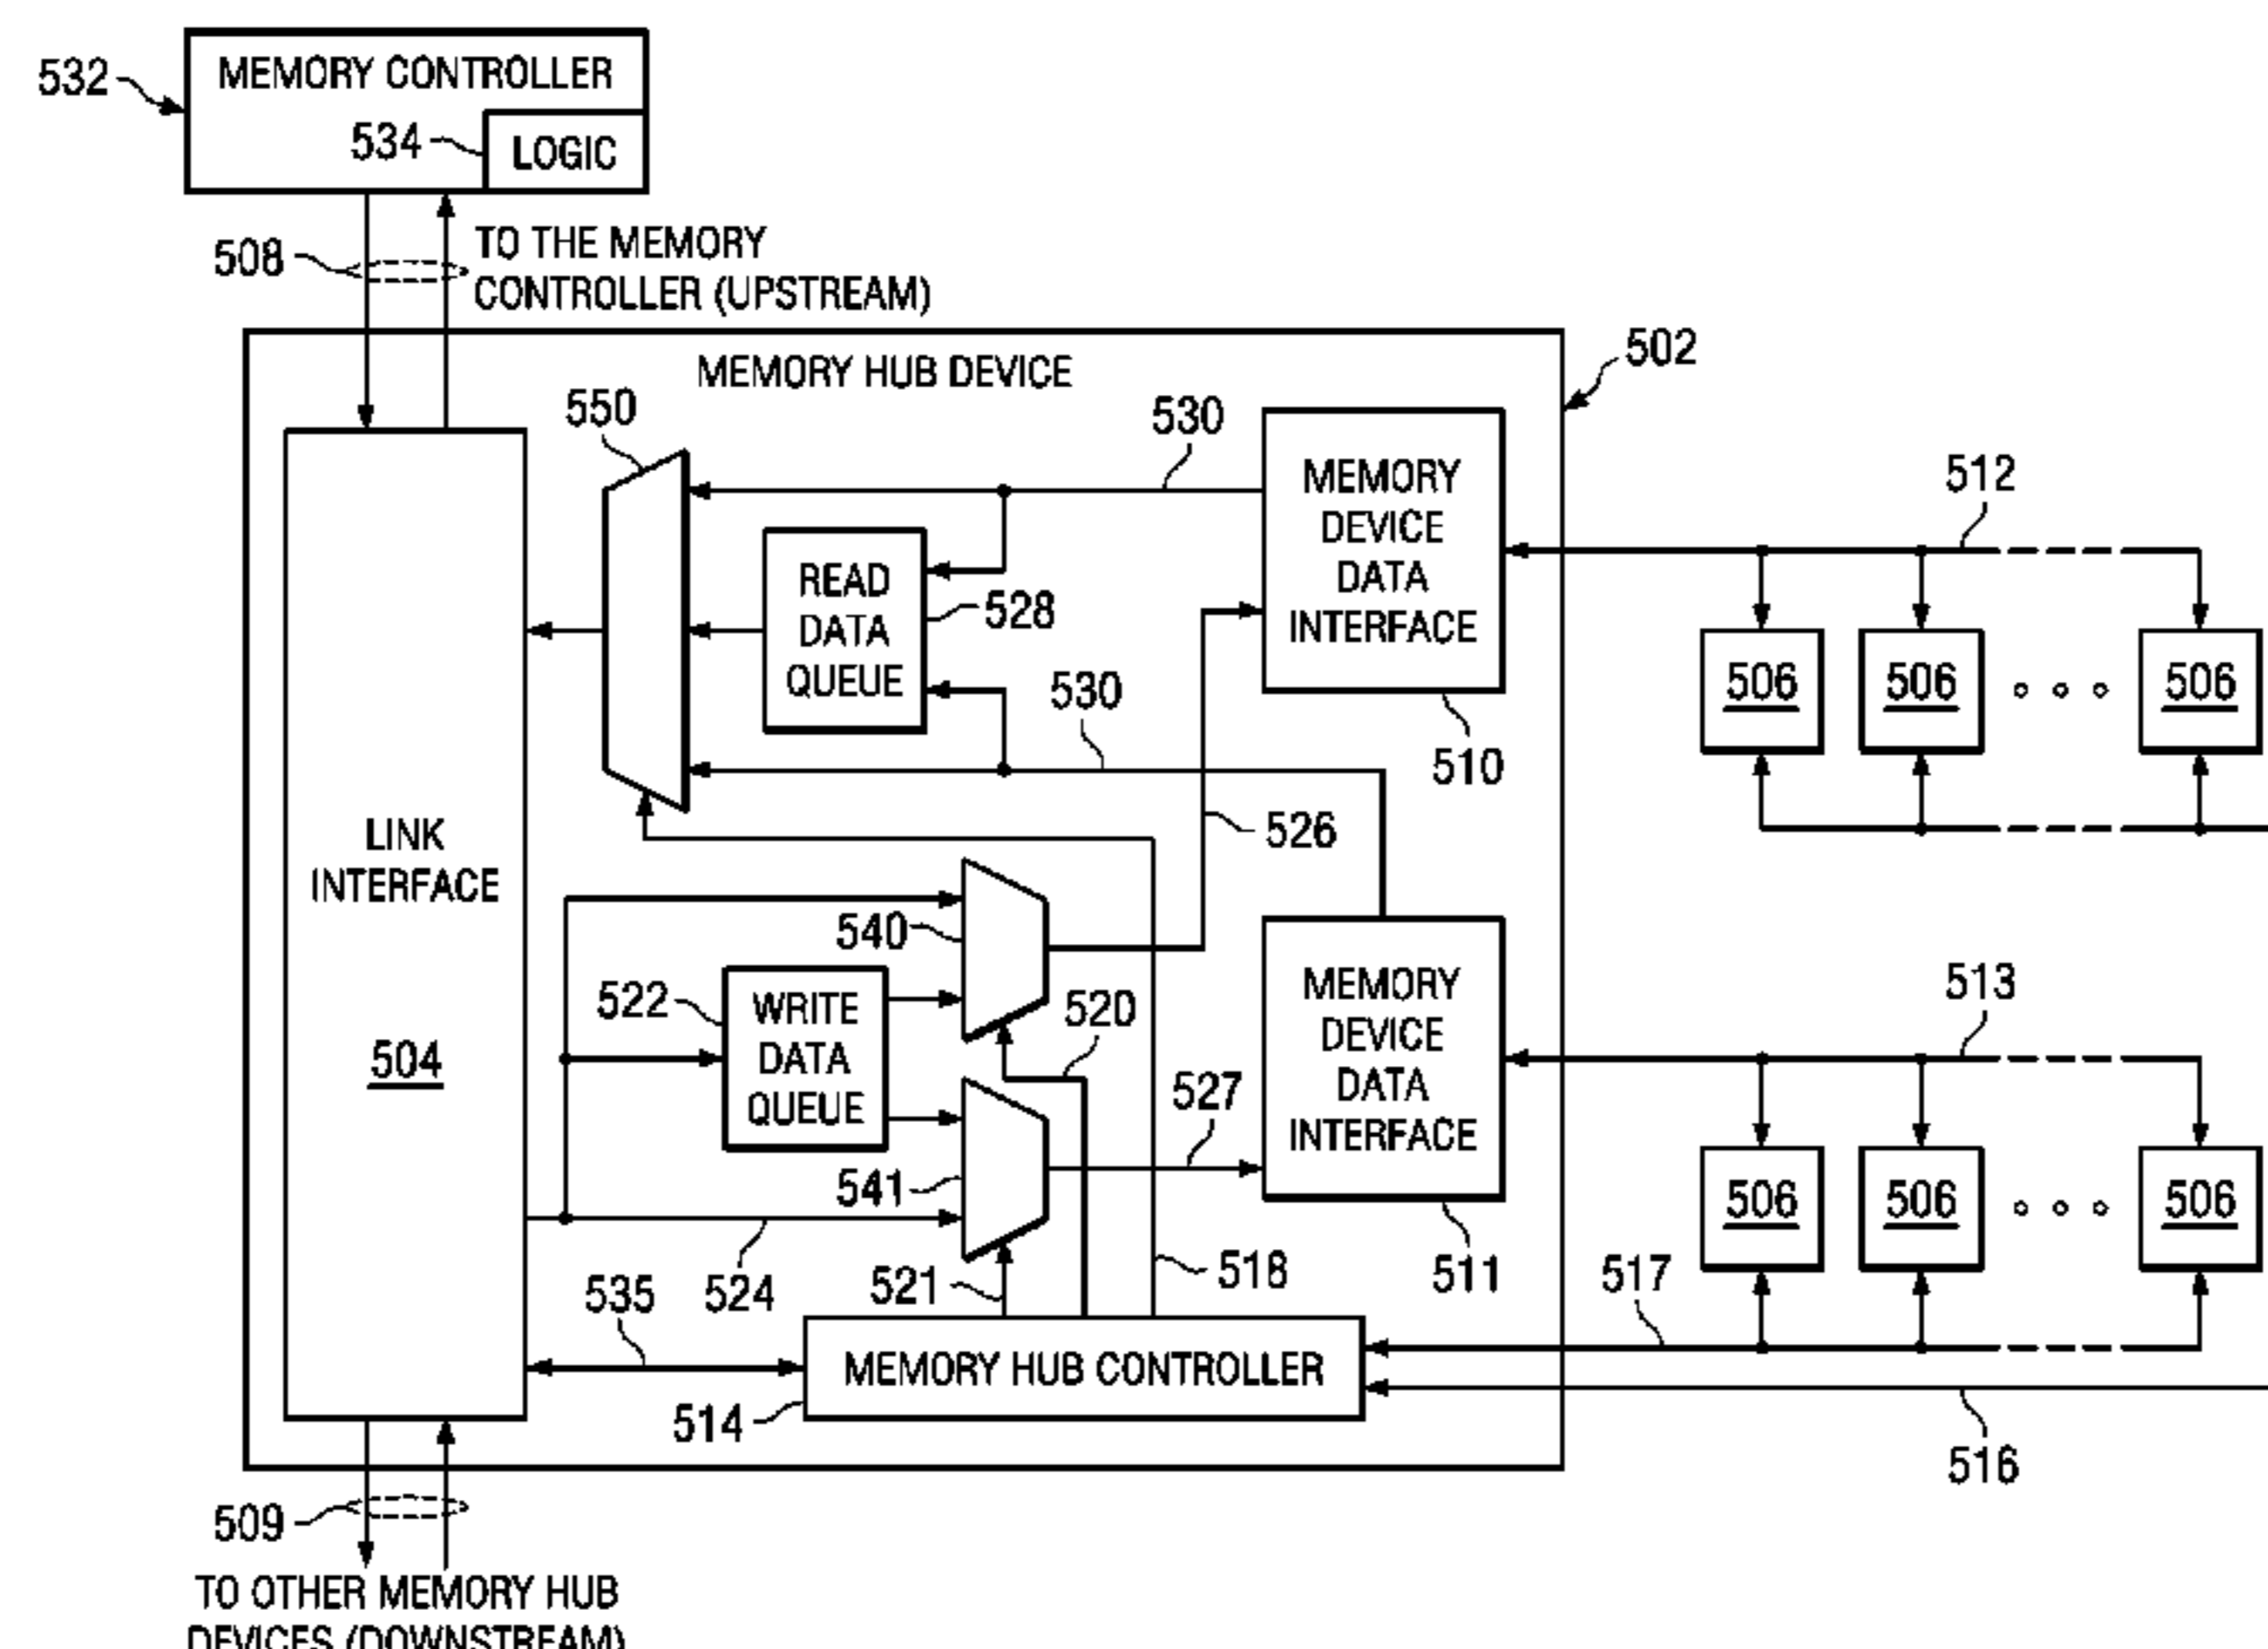 532
MEMORY CONTROLLER
534
LOGIC
508
TO THE MEMORY
CONTROLLER (UPSTREAM)
MEMORY HUB DEVICE
502
550
530
MEMORY
DEVICE
DATA
INTERFACE
510
512
READ
DATA
QUEUE
528
530
506
506
506
526
LINK
INTERFACE
504
540
522
WRITE
DATA
QUEUE
520
541
527
MEMORY
DEVICE
DATA
INTERFACE
511
513
506
506
506
524
521
518
517
535
MEMORY HUB CONTROLLER
514
516
509
TO OTHER MEMORY HUB
DEVICES (DOWNSTREAM)